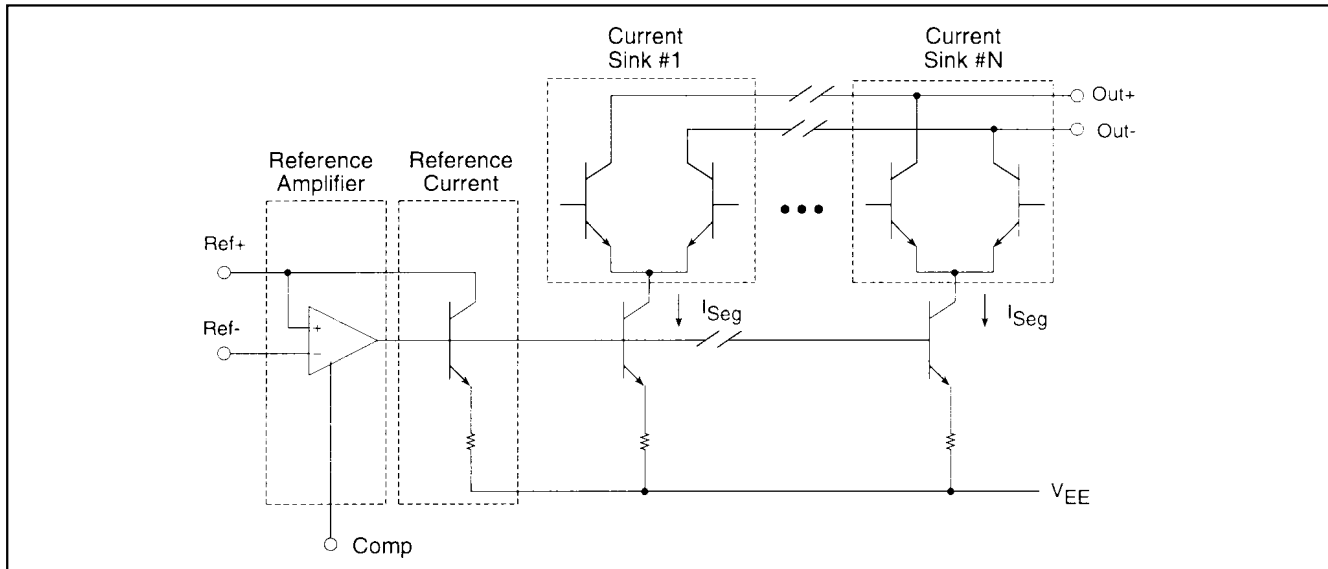 Current
Sink #1
Current
Sink #N
Out+
Out-
Reference
Amplifier
Reference
Current
Ref+
Ref-
+
−
ISeg
ISeg
VEE
Comp